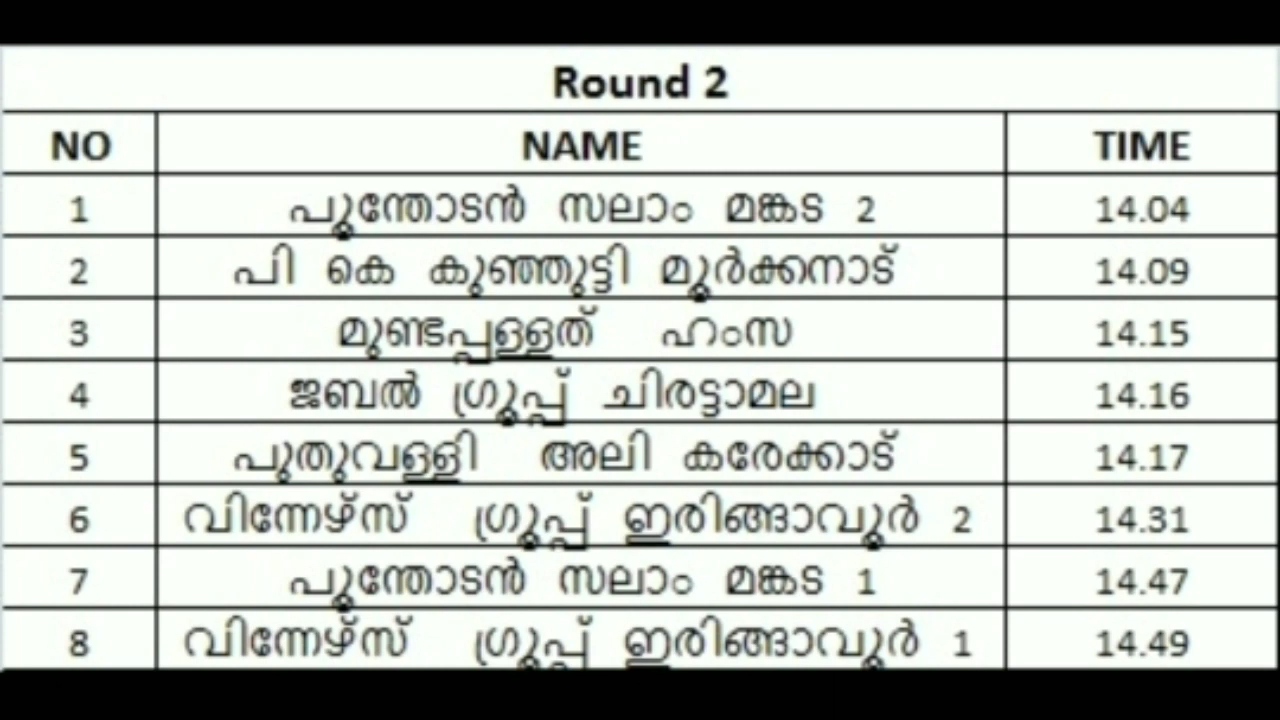 Round 2
NO NAME TIME
1 പൂന്തോടൻ സലാം മങ്കട 2 14.04
2 പി കെ കുഞ്ഞുട്ടി മൂർക്കനാട് 14.09
3 മുണ്ടപ്പള്ളത് ഹംസ 14.15
4 ജബൽ ഗ്രൂപ്പ് ചിരട്ടാമല 14.16
5 പുതുവള്ളി അലി കരേക്കാട് 14.17
6 വിന്നേഴ്സ് ഗ്രൂപ്പ് ഇരിങ്ങാവൂർ 2 14.31
7 പൂന്തോടൻ സലാം മങ്കട 1 14.47
8 വിന്നേഴ്സ് ഗ്രൂപ്പ് ഇരിങ്ങാവൂർ 1 14.49